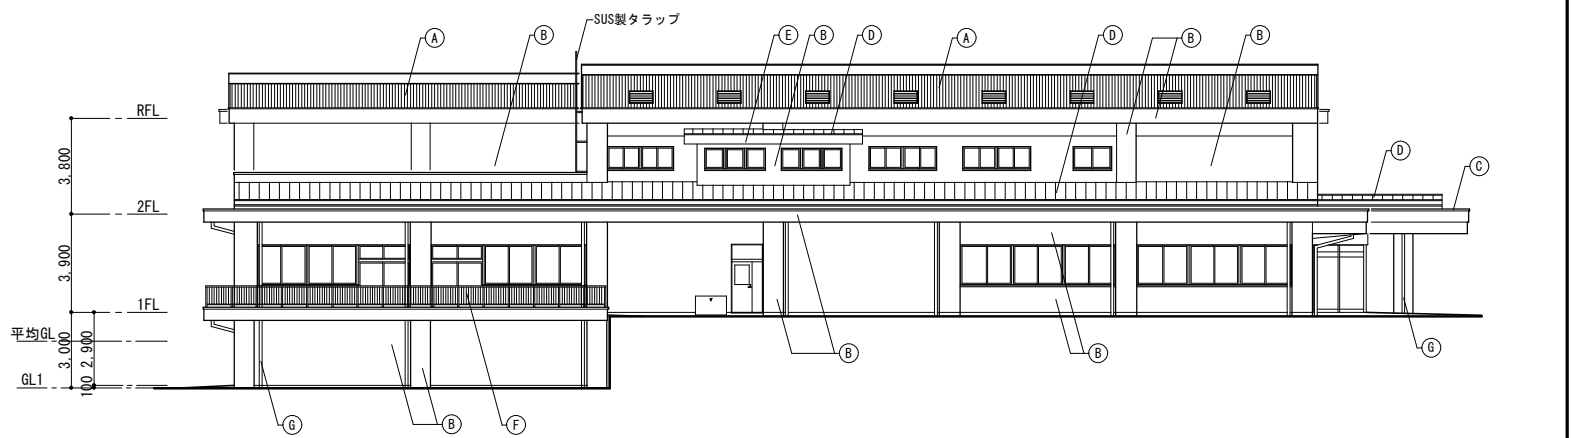 SUS製タラップ
A
B
E
B
D
A
D
B
B
RFL
3,800
D
C
2FL
3,900
1FL
平均GL
3,000
2,900
100
GL1
B
B
G
G
B
F